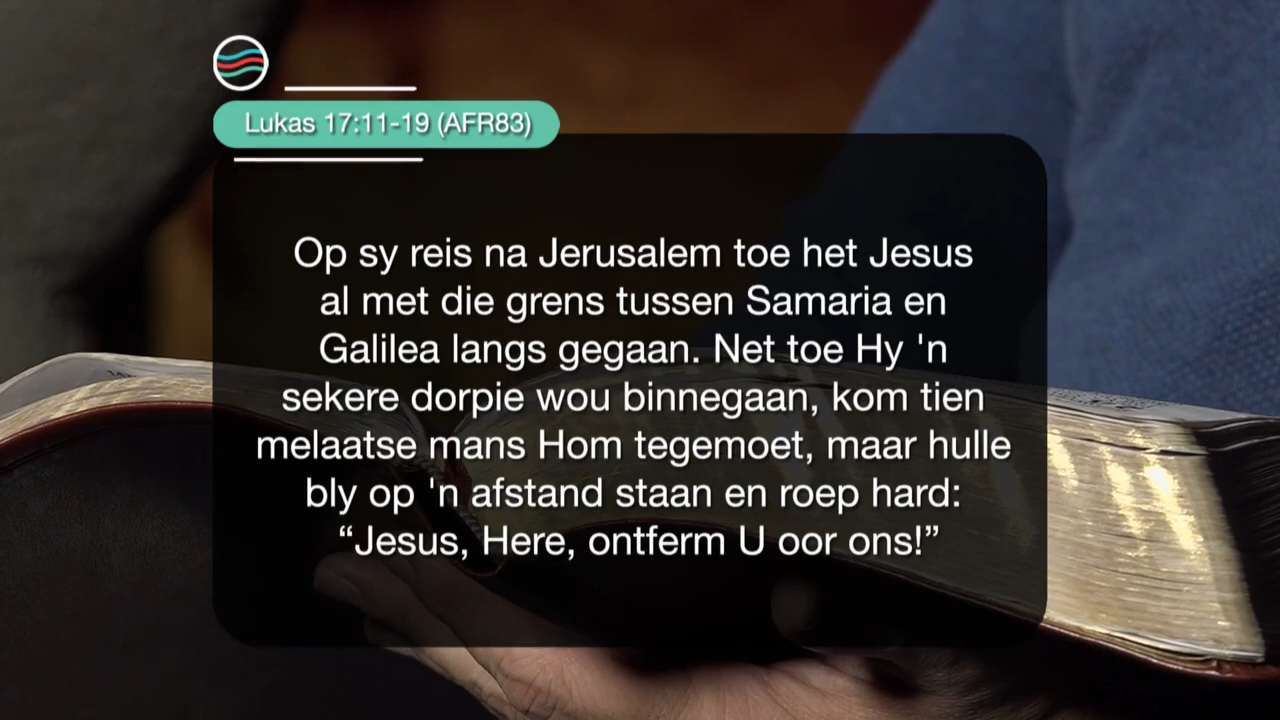 Lukas 17:11-19 (AFR83)
Op sy reis na Jerusalem toe het Jesus
al met die grens tussen Samaria en
Galilea langs gegaan. Net toe Hy 'n
sekere dorpie wou binnegaan, kom tien
melaatse mans Hom tegemoet, maar hulle
bly op 'n afstand staan en roep hard:
“Jesus, Here, ontferm U oor ons!”